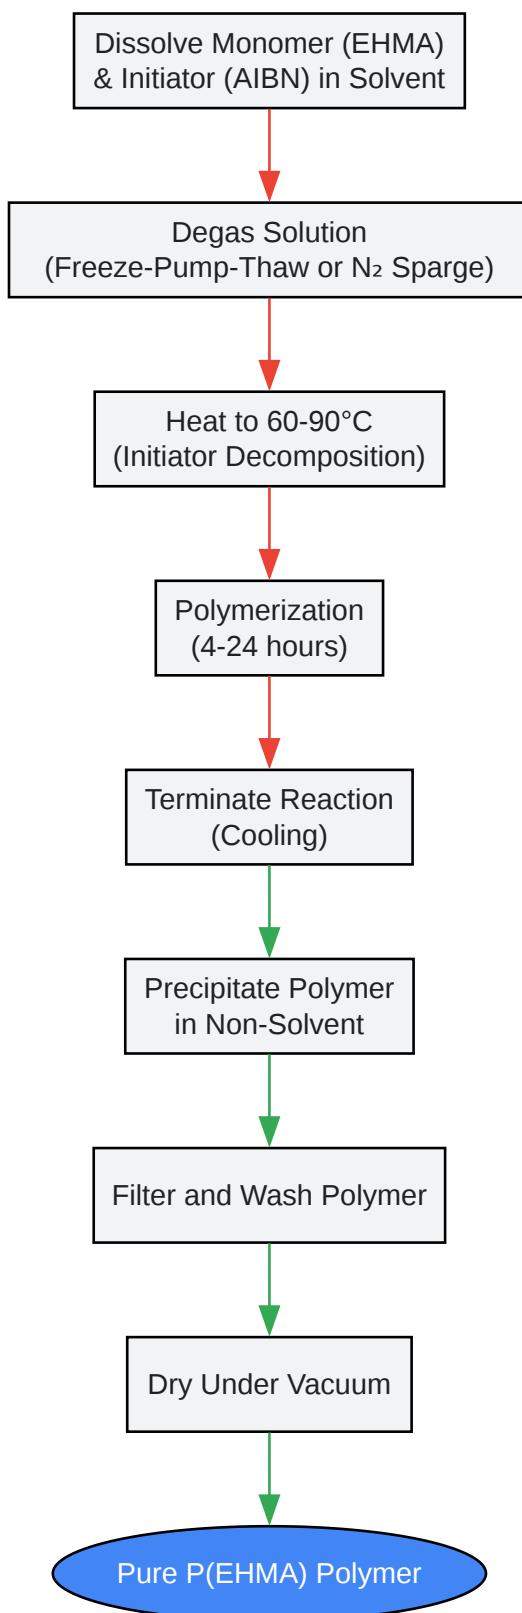 Dissolve Monomer (EHMA)
& Initiator (AIBN) in Solvent
Degas Solution
(Freeze-Pump-Thaw or N₂ Sparge)
Heat to 60-90°C
(Initiator Decomposition)
Polymerization
(4-24 hours)
Terminate Reaction
(Cooling)
Precipitate Polymer
in Non-Solvent
Filter and Wash Polymer
Dry Under Vacuum
Pure P(EHMA) Polymer